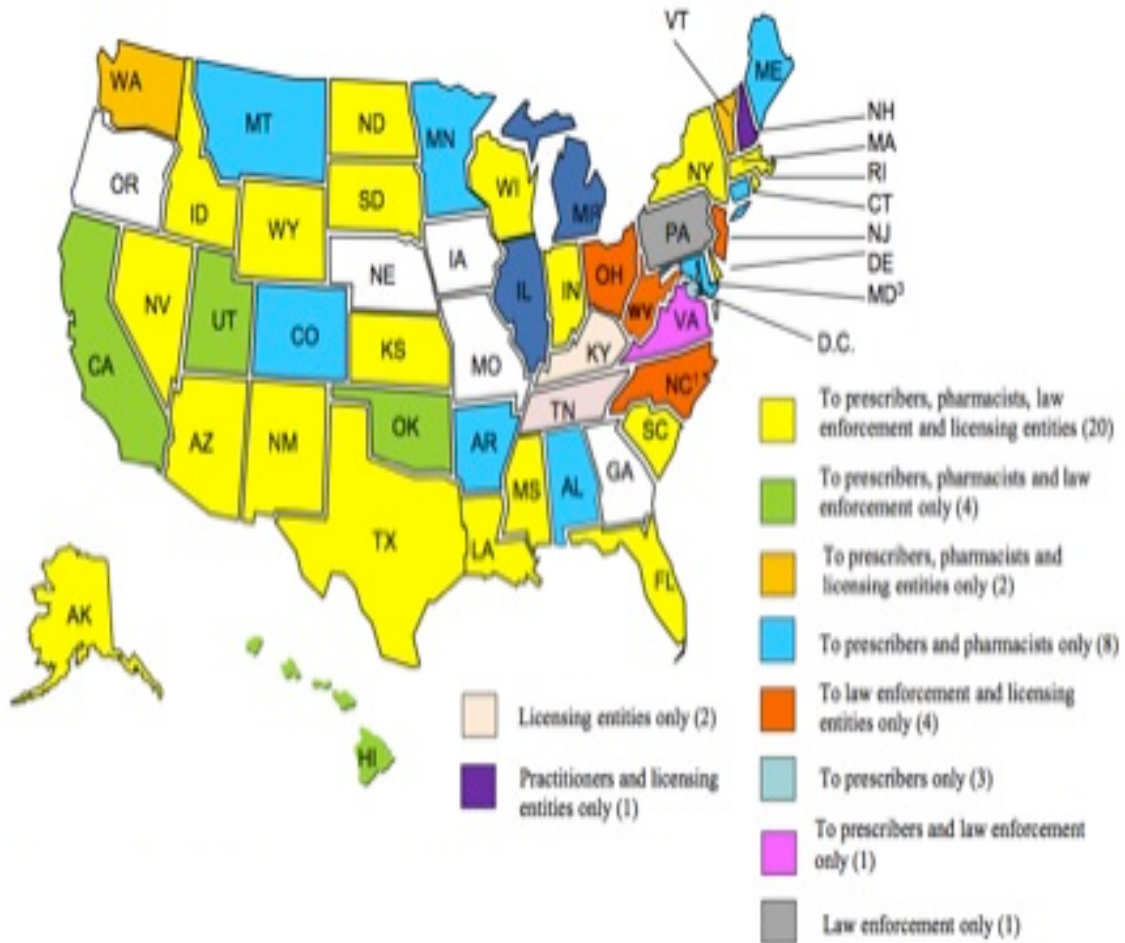 VT
WA
ME
MT
ND
MN
NH
MA
OR
NY
RI
ID
SD
WI
CT
WY
MI
PA
NJ
IA
DE
NE
OH
MD³
NV
IL
IN
WV
UT
CO
VA
D.C.
KS
KY
CA
MO
NC¹
TN
OK
AZ
NM
AR
SC
GA
MS
AL
TX
LA
FL
AK
HI
To prescribers, pharmacists, law
enforcement and licensing entities (20)
To prescribers, pharmacists and law
enforcement only (4)
To prescribers, pharmacists and
licensing entities only (2)
To prescribers and pharmacists only (8)
To law enforcement and licensing
entities only (4)
To prescribers only (3)
To prescribers and law enforcement
only (1)
Law enforcement only (1)
Licensing entities only (2)
Practitioners and licensing
entities only (1)